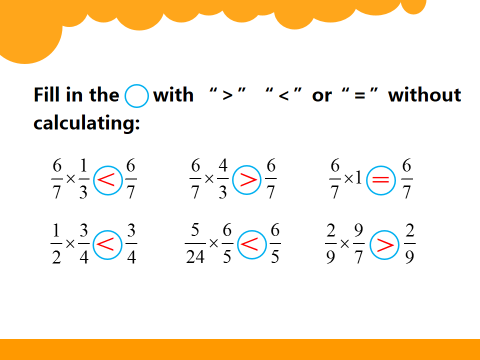 Fill in the ◯ with “ > ” “ < ” or “ = ” without
calculating:
6/7 × 1/3 < 6/7    6/7 × 4/3 > 6/7    6/7 × 1 = 6/7
1/2 × 3/4 < 3/4    5/24 × 6/5 < 6/5    2/9 × 9/7 > 2/9